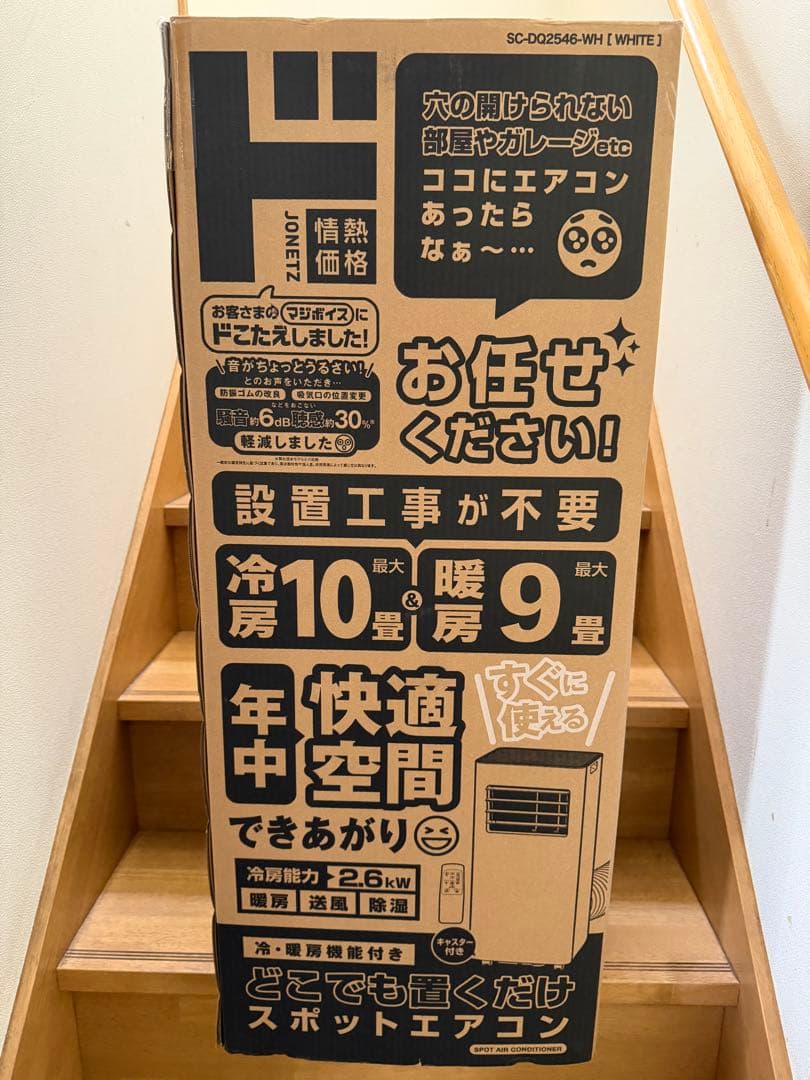 SC-DQ2546-WH [ WHITE ]
ド
JONETZ
情熱
価格
穴の開けられない
部屋やガレージetc
ココにエアコン
あったら
なぁ〜…
お客さまの マジボイス に
ドこたえしました!
音がちょっとうるさい!
とのお声をいただき…
防振ゴムの改良 吸気口の位置変更
などをおこない
騒音約6dB聴感約30%※
軽減しました
お任せ
ください!
設置工事が不要
冷房 最大 10畳
&
暖房 最大 9畳
年中
快適
空間
できあがり
すぐに
使える
冷房能力 2.6kW
暖房 送風 除湿
キャスター
付き
冷・暖房機能付き
どこでも置くだけ
スポットエアコン
SPOT AIR CONDITIONER